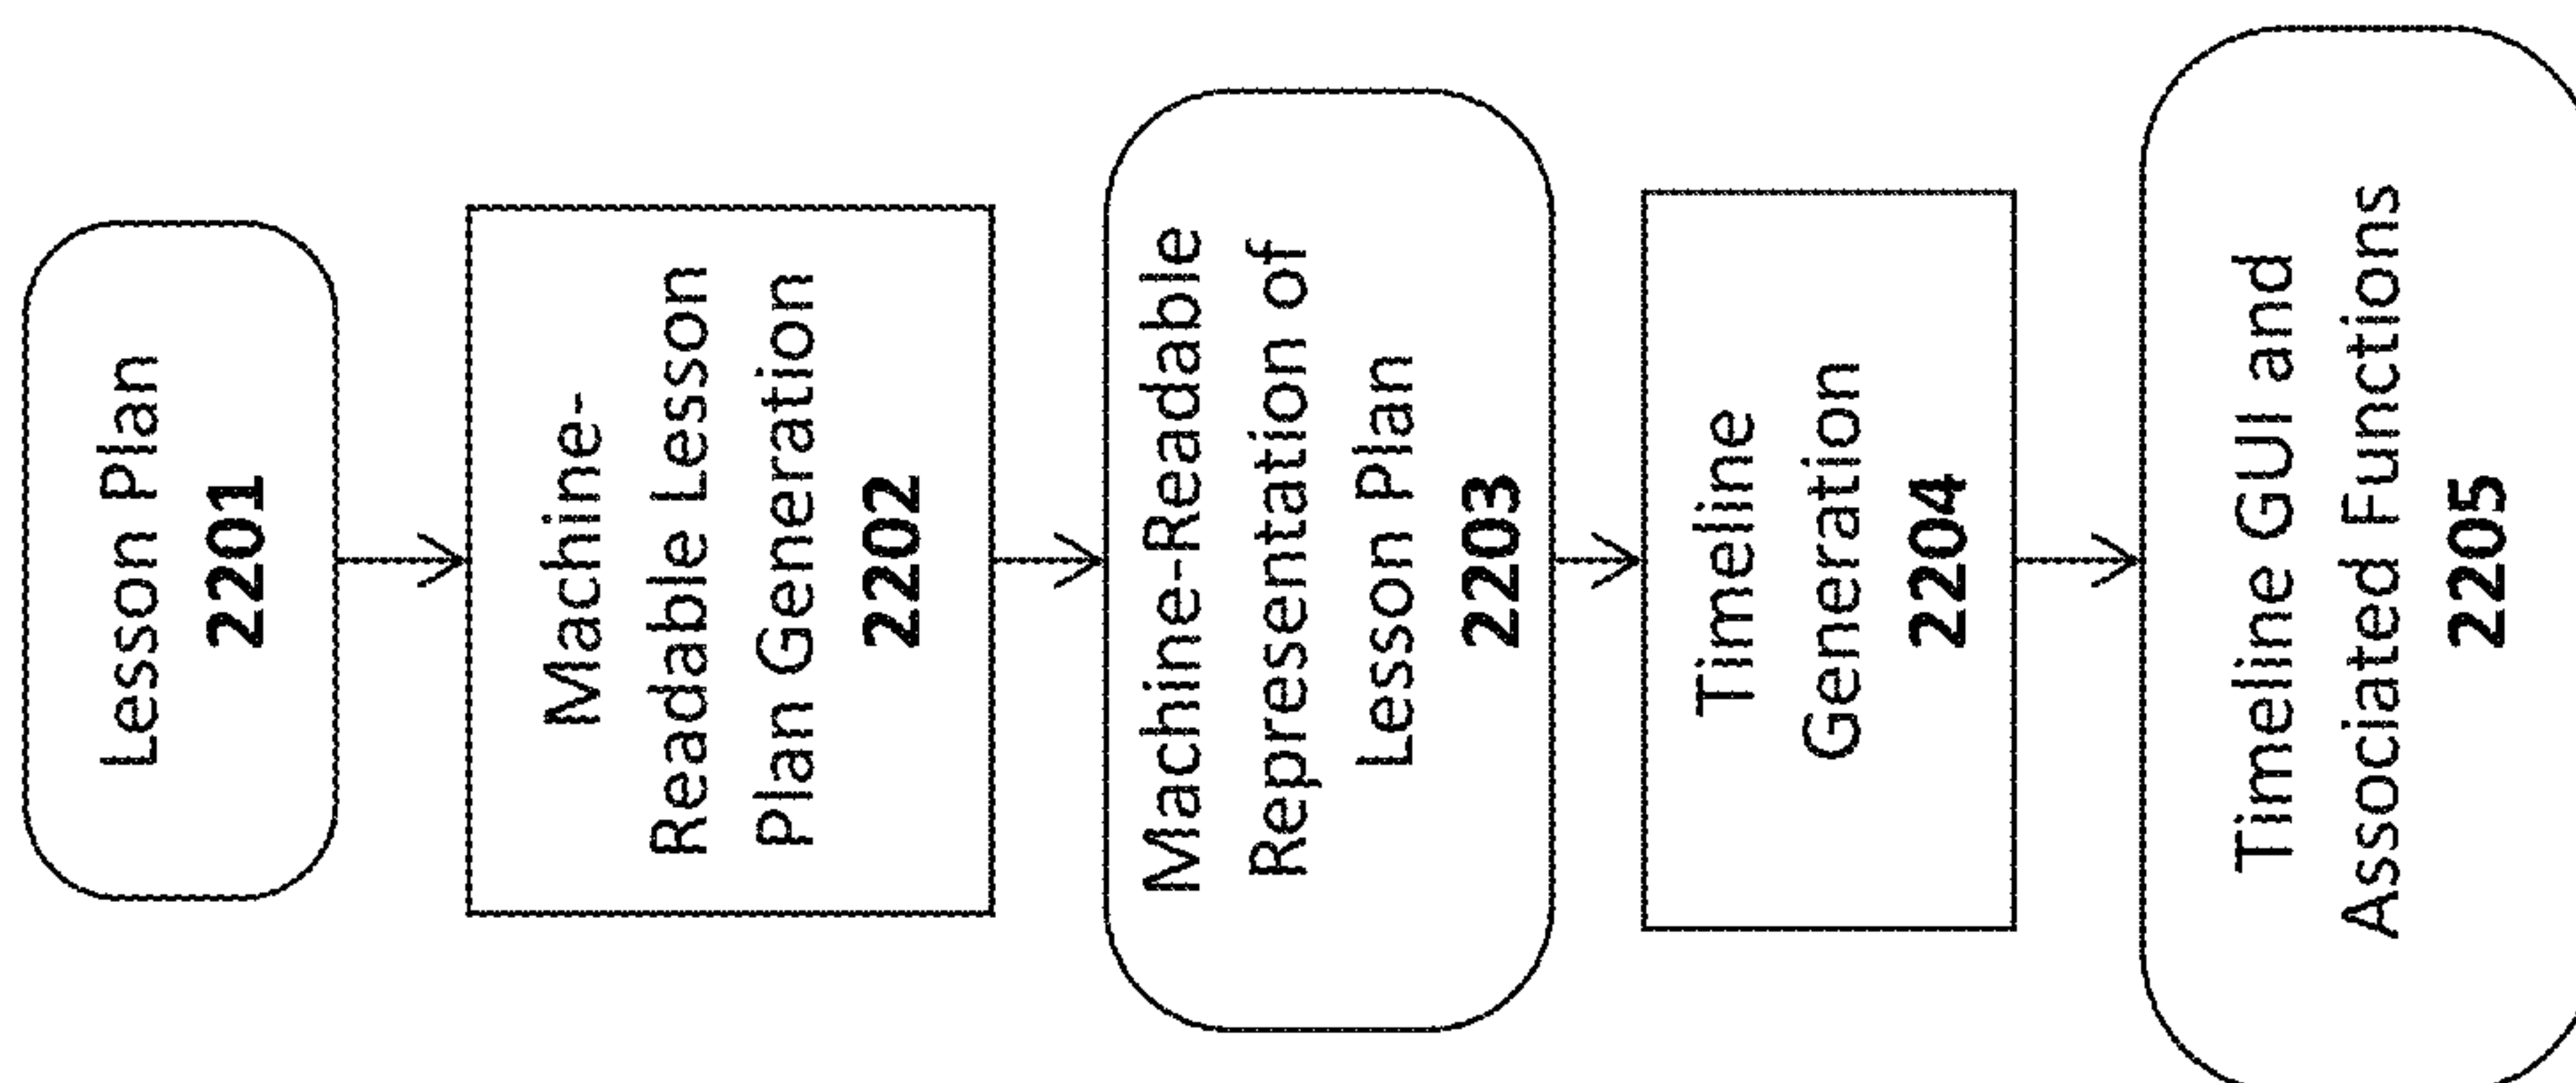 Lesson Plan
2201
Machine-
Readable Lesson
Plan Generation
2202
Machine-Readable
Representation of
Lesson Plan
2203
Timeline
Generation
2204
Timeline GUI and
Associated Functions
2205